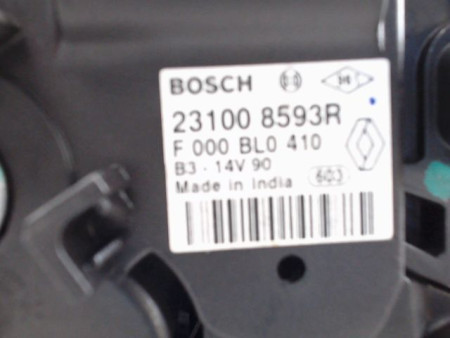 BOSCH
23100 8593R
F 000 BL0 410
B3 - 14V 90
Made in India 603